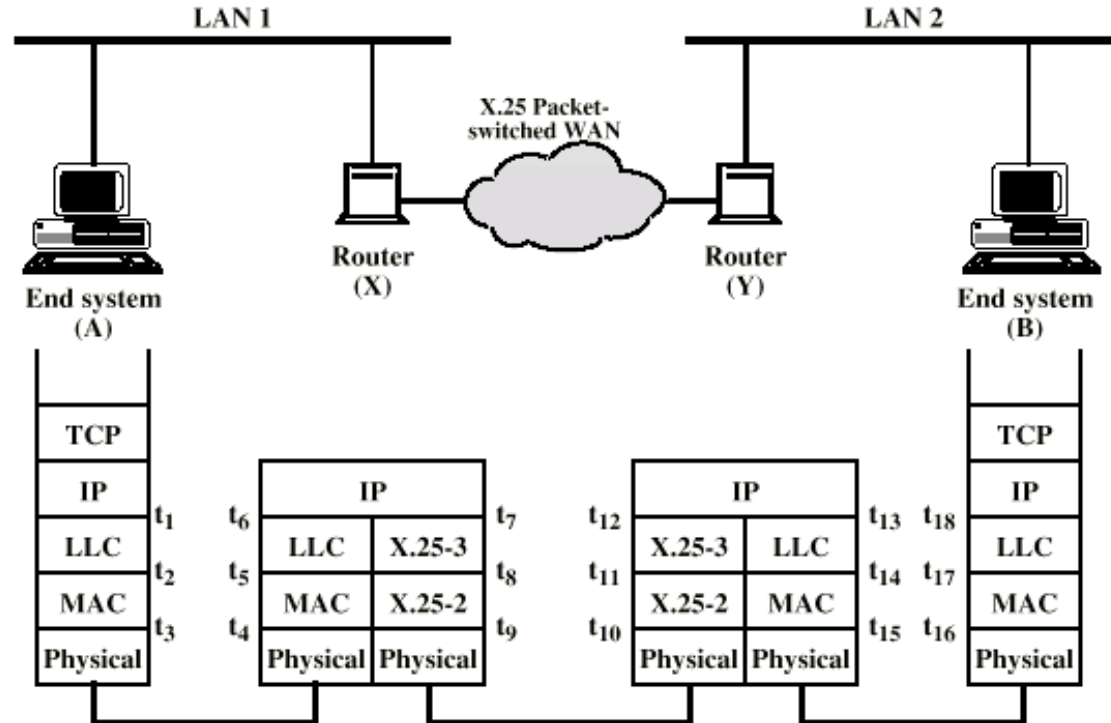 LAN 1
LAN 2
X.25 Packet-
switched WAN
Router
(X)
Router
(Y)
End system
(A)
End system
(B)
TCP
IP
LLC
MAC
Physical
t1
t2
t3
t6
t5
t4
IP
LLC X.25-3
MAC X.25-2
Physical Physical
t7
t8
t9
t12
t11
t10
IP
X.25-3 LLC
X.25-2 MAC
Physical Physical
t13
t14
t15
t18
t17
t16
TCP
IP
LLC
MAC
Physical